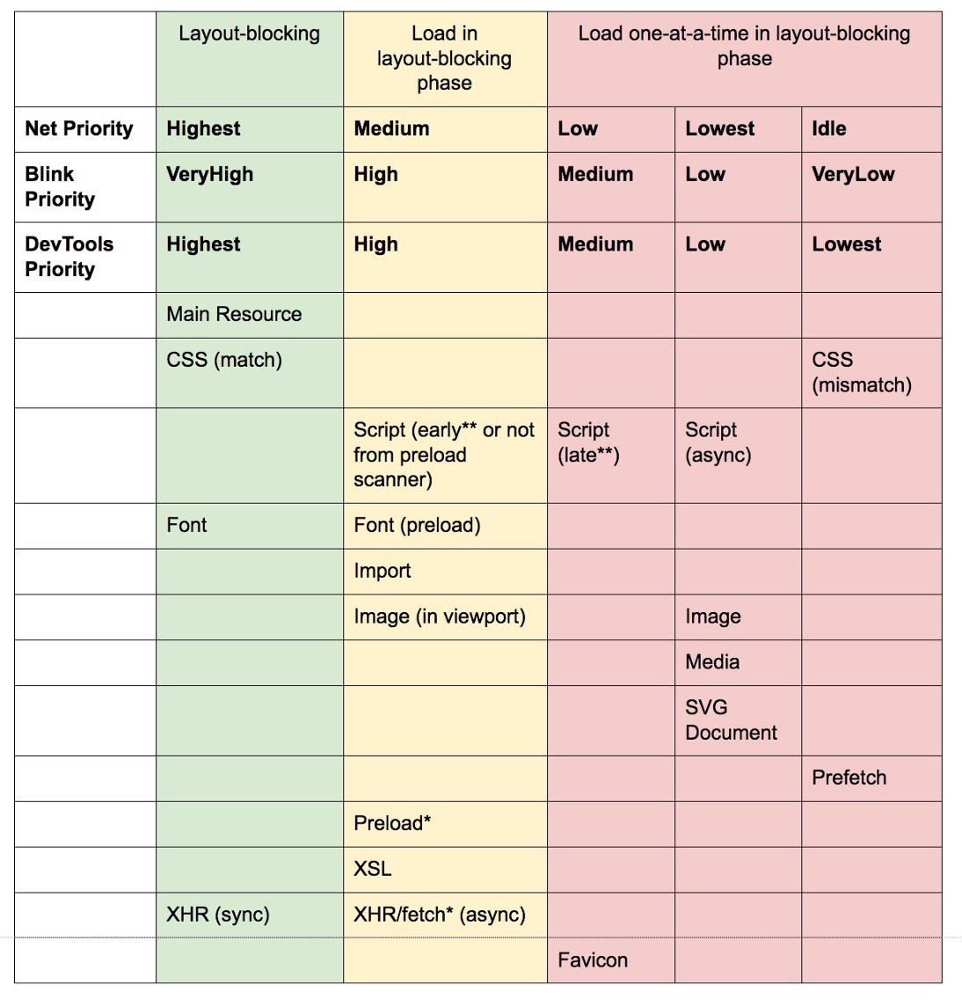 Layout-blocking
Load in
layout-blocking
phase
Load one-at-a-time in layout-blocking
phase
Net Priority
Highest
Medium
Low
Lowest
Idle
Blink
Priority
VeryHigh
High
Medium
Low
VeryLow
DevTools
Priority
Highest
High
Medium
Low
Lowest
Main Resource
CSS (match)
CSS
(mismatch)
Script (early** or not
from preload
scanner)
Script
(late**)
Script
(async)
Font
Font (preload)
Import
Image (in viewport)
Image
Media
SVG
Document
Prefetch
Preload*
XSL
XHR (sync)
XHR/fetch* (async)
Favicon